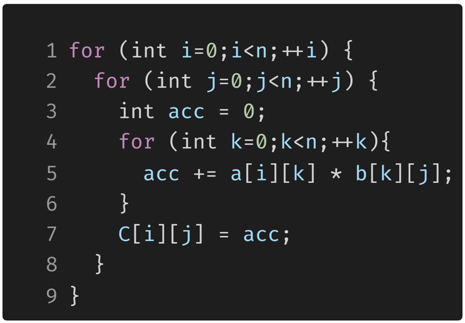 1 for (int i=0;i<n;++i) {
2   for (int j=0;j<n;++j) {
3     int acc = 0;
4     for (int k=0;k<n;++k){
5       acc += a[i][k] * b[k][j];
6     }
7     C[i][j] = acc;
8   }
9 }